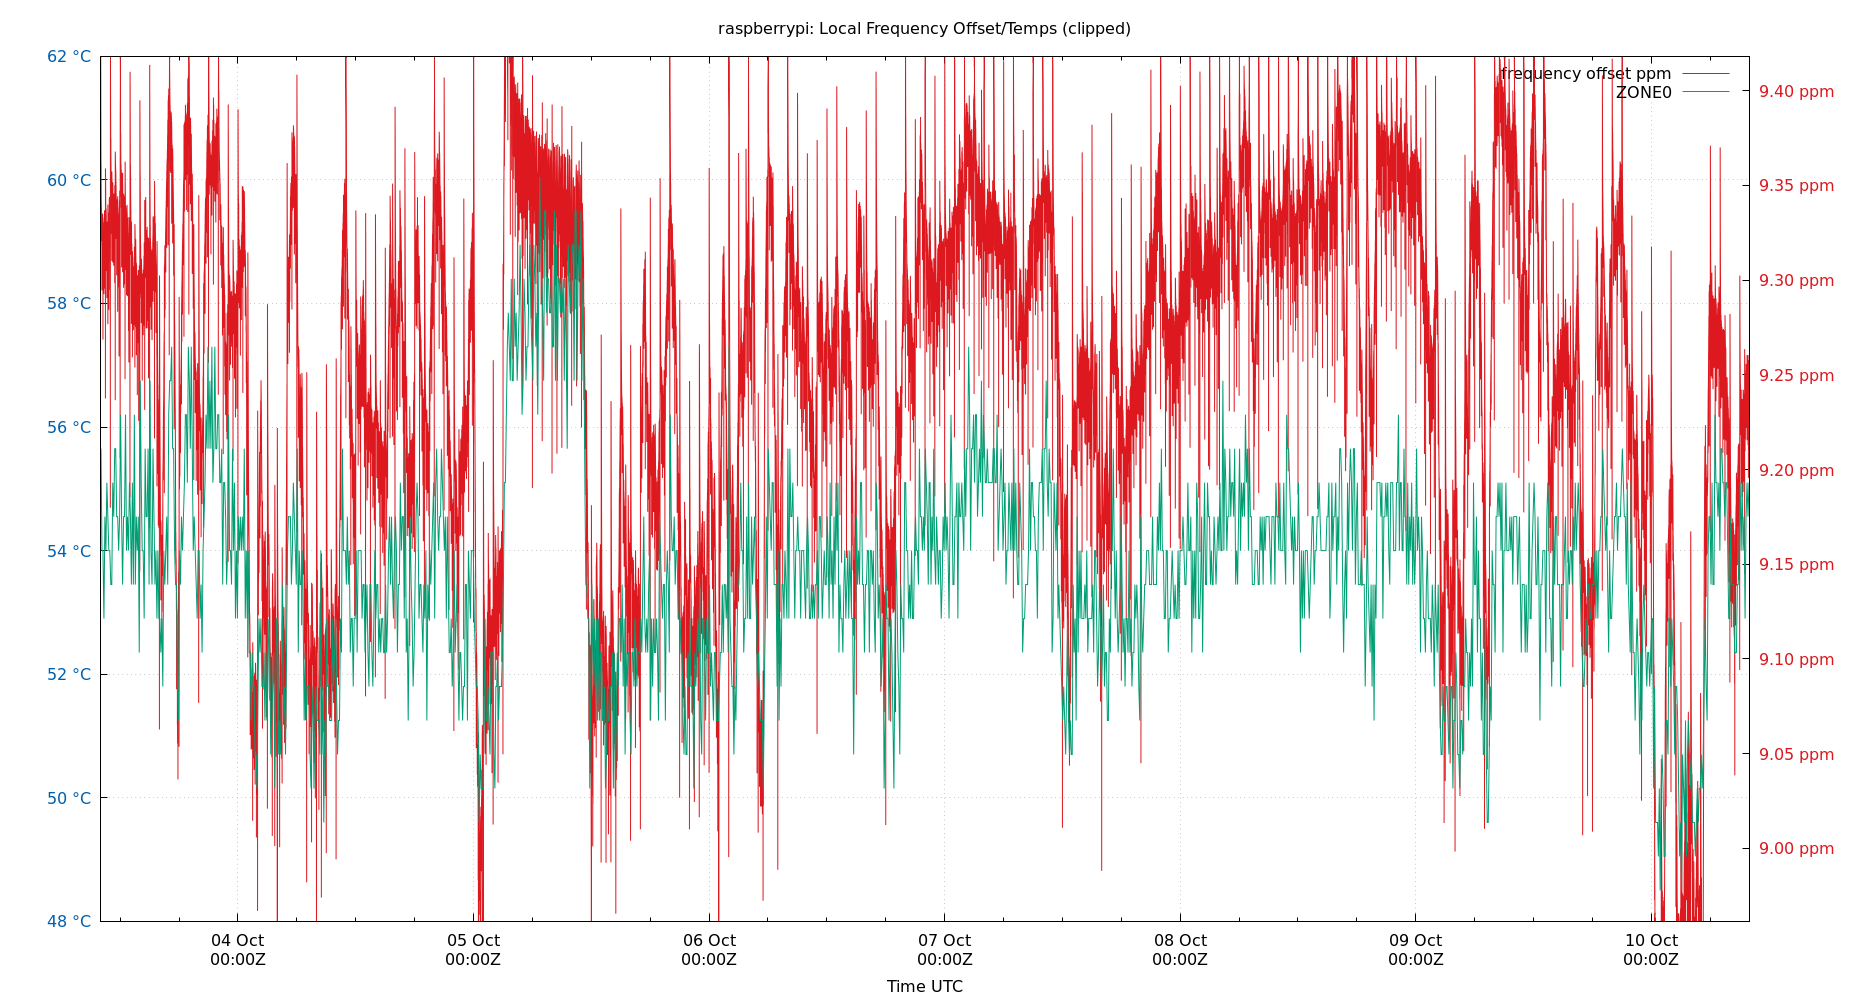 raspberrypi: Local Frequency Offset/Temps (clipped)
62 °C
60 °C
58 °C
56 °C
54 °C
52 °C
50 °C
48 °C
frequency offset ppm
ZONE0
9.40 ppm
9.35 ppm
9.30 ppm
9.25 ppm
9.20 ppm
9.15 ppm
9.10 ppm
9.05 ppm
9.00 ppm
04 Oct
00:00Z
05 Oct
00:00Z
06 Oct
00:00Z
07 Oct
00:00Z
08 Oct
00:00Z
09 Oct
00:00Z
10 Oct
00:00Z
Time UTC